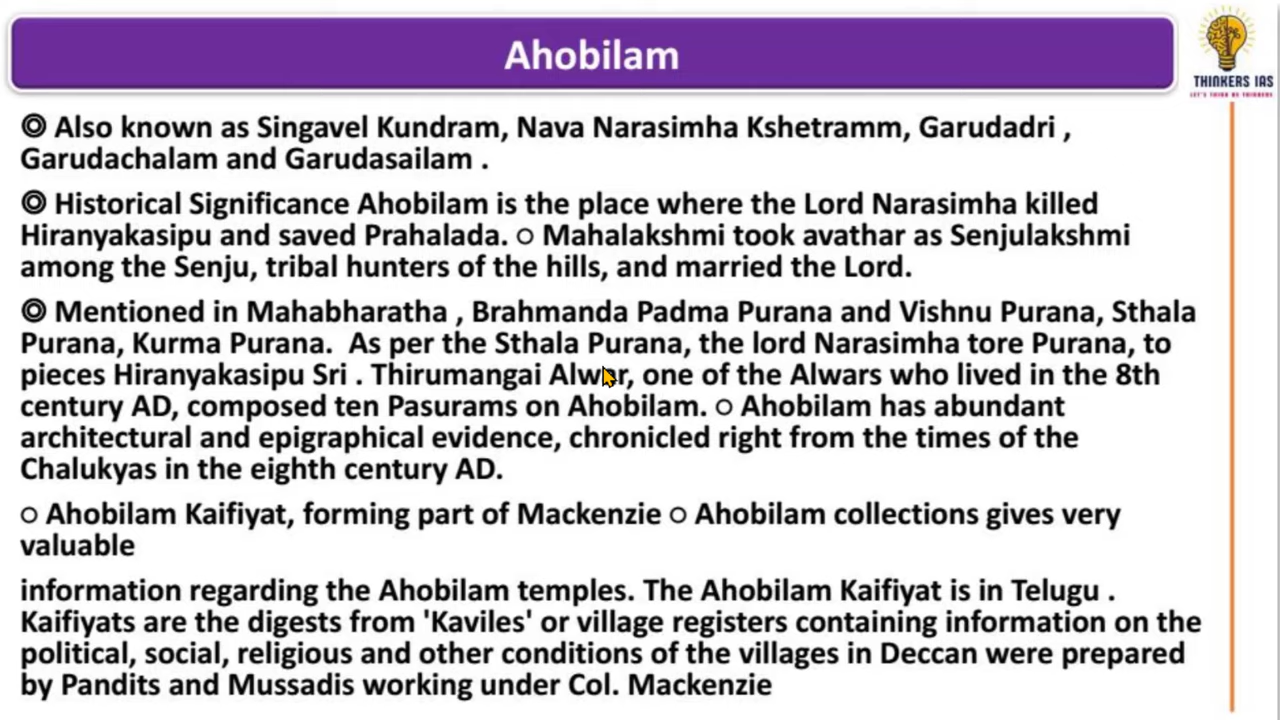 Ahobilam
THINKERS IAS
LET'S THINK AS THINKERS
◎ Also known as Singavel Kundram, Nava Narasimha Kshetramm, Garudadri ,
Garudachalam and Garudasailam .
◎ Historical Significance Ahobilam is the place where the Lord Narasimha killed
Hiranyakasipu and saved Prahalada. ○ Mahalakshmi took avathar as Senjulakshmi
among the Senju, tribal hunters of the hills, and married the Lord.
◎ Mentioned in Mahabharatha , Brahmanda Padma Purana and Vishnu Purana, Sthala
Purana, Kurma Purana.  As per the Sthala Purana, the lord Narasimha tore Purana, to
pieces Hiranyakasipu Sri . Thirumangai Alwar, one of the Alwars who lived in the 8th
century AD, composed ten Pasurams on Ahobilam. ○ Ahobilam has abundant
architectural and epigraphical evidence, chronicled right from the times of the
Chalukyas in the eighth century AD.
○ Ahobilam Kaifiyat, forming part of Mackenzie ○ Ahobilam collections gives very
valuable
information regarding the Ahobilam temples. The Ahobilam Kaifiyat is in Telugu .
Kaifiyats are the digests from 'Kaviles' or village registers containing information on the
political, social, religious and other conditions of the villages in Deccan were prepared
by Pandits and Mussadis working under Col. Mackenzie